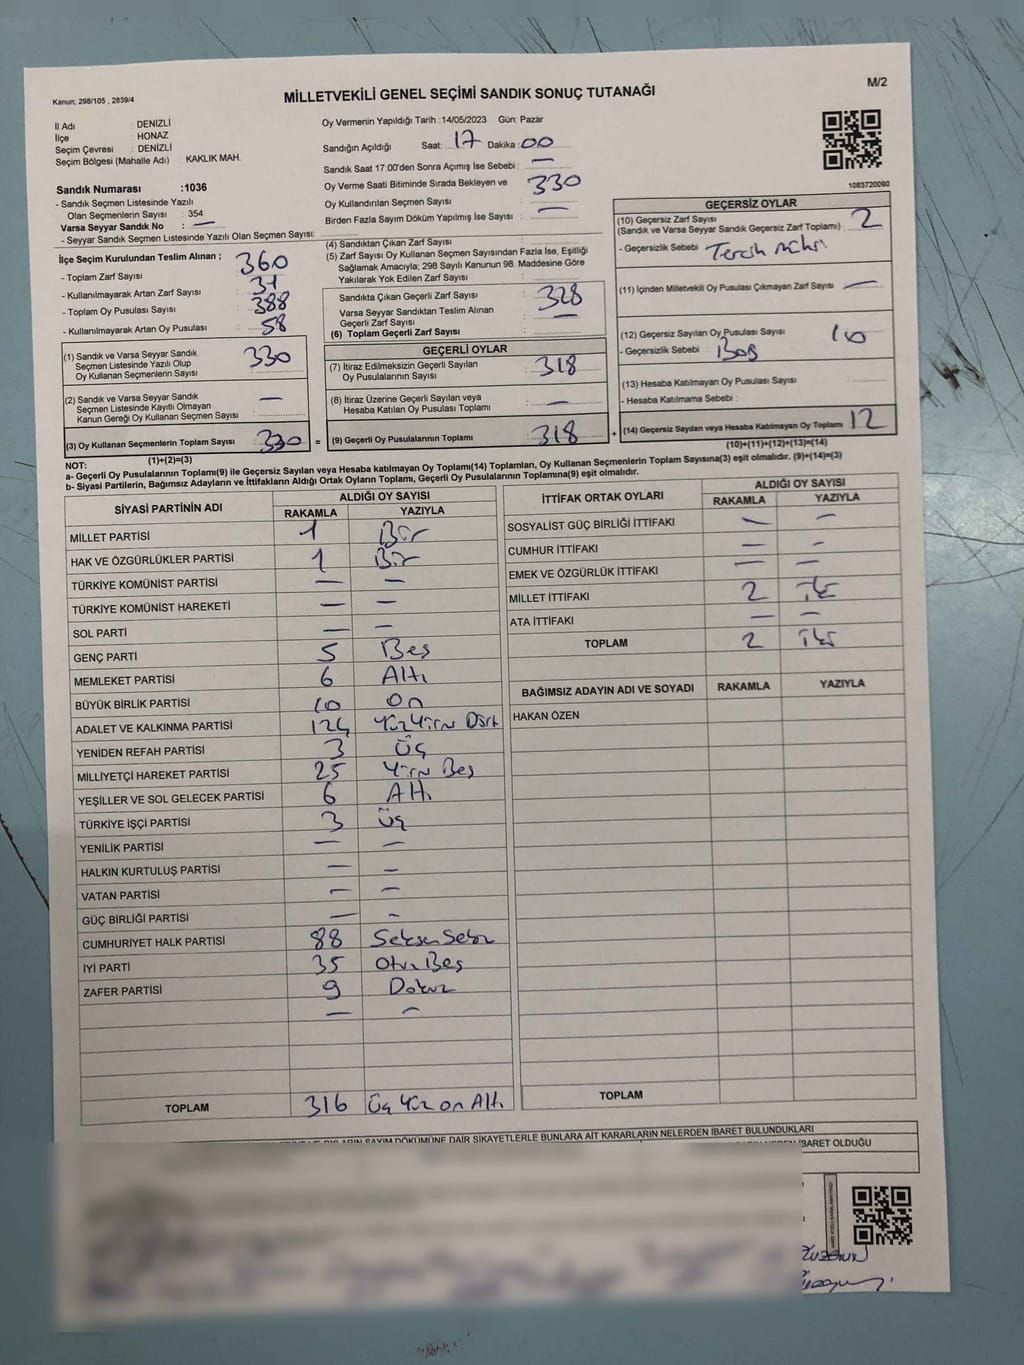 Kanun; 298/105 , 2839/4
M/2
MİLLETVEKİLİ GENEL SEÇİMİ SANDIK SONUÇ TUTANAĞI
İl Adı : DENİZLİ
İlçe : HONAZ
Seçim Çevresi : DENİZLİ
Seçim Bölgesi (Mahalle Adı) KAKLIK MAH.
Sandık Numarası :1036
- Sandık Seçmen Listesinde Yazılı
Olan Seçmenlerin Sayısı : 354
Varsa Seyyar Sandık No : —
- Seyyar Sandık Seçmen Listesinde Yazılı Olan Seçmen Sayısı:
Oy Vermenin Yapıldığı Tarih :14/05/2023 Gün: Pazar
Sandığın Açıldığı Saat: 17 Dakika: 00
Sandık Saat 17:00'den Sonra Açımış İse Sebebi : —
Oy Verme Saati Bitiminde Sırada Bekleyen ve 330
Oy Kullandırılan Seçmen Sayısı :
Birden Fazla Sayım Döküm Yapılmış İse Sayısı : —
1083720090
İlçe Seçim Kurulundan Teslim Alınan ;
- Toplam Zarf Sayısı : 360
- Kullanılmayarak Artan Zarf Sayısı : 31
- Toplam Oy Pusulası Sayısı : 388
- Kullanılmayarak Artan Oy Pusulası : 58
(1) Sandık ve Varsa Seyyar Sandık
Seçmen Listesinde Yazılı Olup
Oy Kullanan Seçmenlerin Sayısı : 330
(2) Sandık ve Varsa Seyyar Sandık
Seçmen Listesinde Kayıtlı Olmayan
Kanun Gereği Oy Kullanan Seçmen Sayısı : —
(3) Oy Kullanan Seçmenlerin Toplam Sayısı : 330
(1)+(2)=(3)
(4) Sandıktan Çıkan Zarf Sayısı :
(5) Zarf Sayısı Oy Kullanan Seçmen Sayısından Fazla İse, Eşitliği
Sağlamak Amacıyla; 298 Sayılı Kanunun 98. Maddesine Göre
Yakılarak Yok Edilen Zarf Sayısı :
Sandıkta Çıkan Geçerli Zarf Sayısı : 328
Varsa Seyyar Sandıktan Teslim Alınan
Geçerli Zarf Sayısı : —
(6) Toplam Geçerli Zarf Sayısı :
GEÇERLİ OYLAR
(7) İtiraz Edilmeksizin Geçerli Sayılan
Oy Pusulalarının Sayısı : 318
(8) İtiraz Üzerine Geçerli Sayılan veya
Hesaba Katılan Oy Pusulası Toplamı : —
= (9) Geçerli Oy Pusulalarının Toplamı : 318 +
GEÇERSİZ OYLAR
(10) Geçersiz Zarf Sayısı
(Sandık ve Varsa Seyyar Sandık Geçersiz Zarf Toplamı) : 2
- Geçersizlik Sebebi : Tercih
(11) İçinden Milletvekili Oy Pusulası Çıkmayan Zarf Sayısı : —
(12) Geçersiz Sayılan Oy Pusulası Sayısı : 10
- Geçersizlik Sebebi : Boş
(13) Hesaba Katılmayan Oy Pusulası Sayısı :
- Hesaba Katılmama Sebebi :
(14) Geçersiz Sayılan veya Hesaba Katılmayan Oy Toplamı : 12
(10)+(11)+(12)+(13)=(14)
NOT:
a- Geçerli Oy Pusulalarının Toplamı(9) ile Geçersiz Sayılan veya Hesaba katılmayan Oy Toplamı(14) Toplamları, Oy Kullanan Seçmenlerin Toplam Sayısına(3) eşit olmalıdır. (9)+(14)=(3)
b- Siyasi Partilerin, Bağımsız Adayların ve İttifakların Aldığı Ortak Oyların Toplamı, Geçerli Oy Pusulalarının Toplamına(9) eşit olmalıdır.
SİYASİ PARTİNİN ADI ALDIĞI OY SAYISI
RAKAMLA YAZIYLA
MİLLET PARTİSİ 1 Bir
HAK VE ÖZGÜRLÜKLER PARTİSİ 1 Bir
TÜRKİYE KOMÜNİST PARTİSİ — —
TÜRKİYE KOMÜNİST HAREKETİ — —
SOL PARTİ — —
GENÇ PARTİ 5 Beş
MEMLEKET PARTİSİ 6 Altı
BÜYÜK BİRLİK PARTİSİ 10 On
ADALET VE KALKINMA PARTİSİ 124 Yüz Yirmi Dört
YENİDEN REFAH PARTİSİ 3 Üç
MİLLİYETÇİ HAREKET PARTİSİ 25 Yirmi Beş
YEŞİLLER VE SOL GELECEK PARTİSİ 6 Altı
TÜRKİYE İŞÇİ PARTİSİ 3 Üç
YENİLİK PARTİSİ — —
HALKIN KURTULUŞ PARTİSİ — —
VATAN PARTİSİ — —
GÜÇ BİRLİĞİ PARTİSİ — —
CUMHURİYET HALK PARTİSİ 88 Seksen Sekiz
İYİ PARTİ 35 Otuz Beş
ZAFER PARTİSİ 9 Dokuz
— —
TOPLAM 316 Üç Yüz on Altı
İTTİFAK ORTAK OYLARI ALDIĞI OY SAYISI
RAKAMLA YAZIYLA
SOSYALİST GÜÇ BİRLİĞİ İTTİFAKI — —
CUMHUR İTTİFAKI — —
EMEK VE ÖZGÜRLÜK İTTİFAKI — —
MİLLET İTTİFAKI 2 İki
ATA İTTİFAKI — —
TOPLAM 2 İki
BAĞIMSIZ ADAYIN ADI VE SOYADI RAKAMLA YAZIYLA
HAKAN ÖZEN
TOPLAM
OYLARIN SAYIM DÖKÜMÜNE DAİR ŞİKAYETLERLE BUNLARA AİT KARARLARIN NELERDEN İBARET BULUNDUKLARI
İBARET OLDUĞU